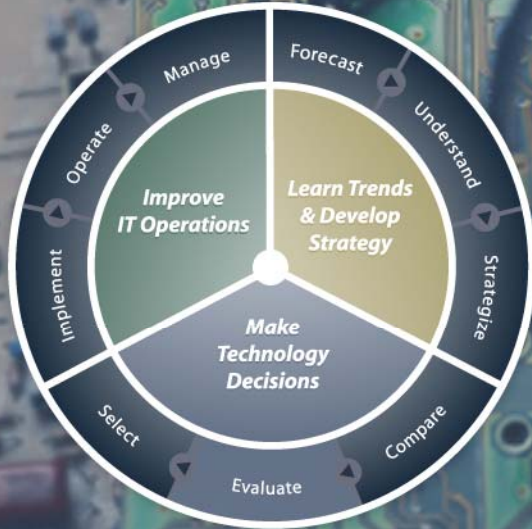 Forecast
Understand
Strategize
Compare
Evaluate
Select
Implement
Operate
Manage
Learn Trends
& Develop
Strategy
Make
Technology
Decisions
Improve
IT Operations